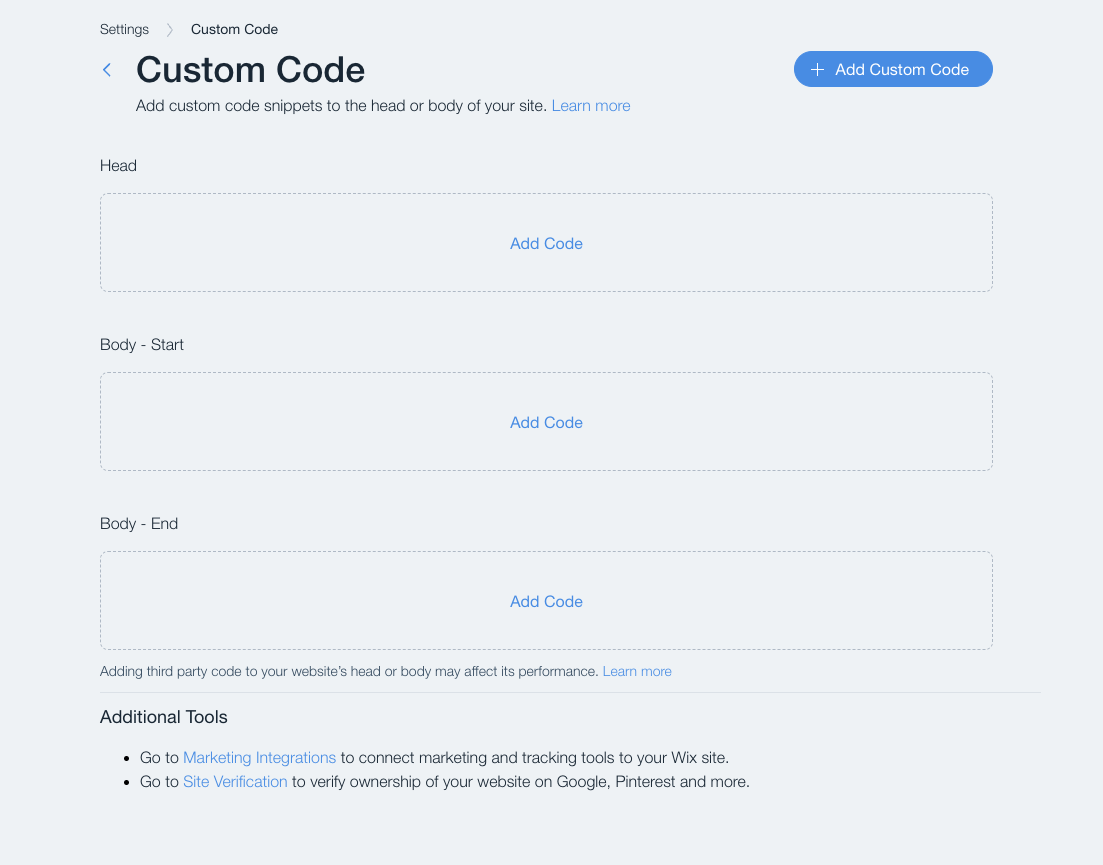 Settings > Custom Code
Custom Code
+ Add Custom Code
Add custom code snippets to the head or body of your site. Learn more
Head
Add Code
Body - Start
Add Code
Body - End
Add Code
Adding third party code to your website’s head or body may affect its performance. Learn more
Additional Tools
• Go to Marketing Integrations to connect marketing and tracking tools to your Wix site.
• Go to Site Verification to verify ownership of your website on Google, Pinterest and more.